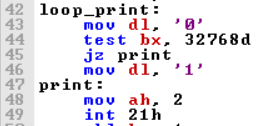 42 loop_print:
43 mov dl, '0'
44 test bx, 32768d
45 jz print
46 mov dl, '1'
47 print:
48 mov ah, 2
49 int 21h